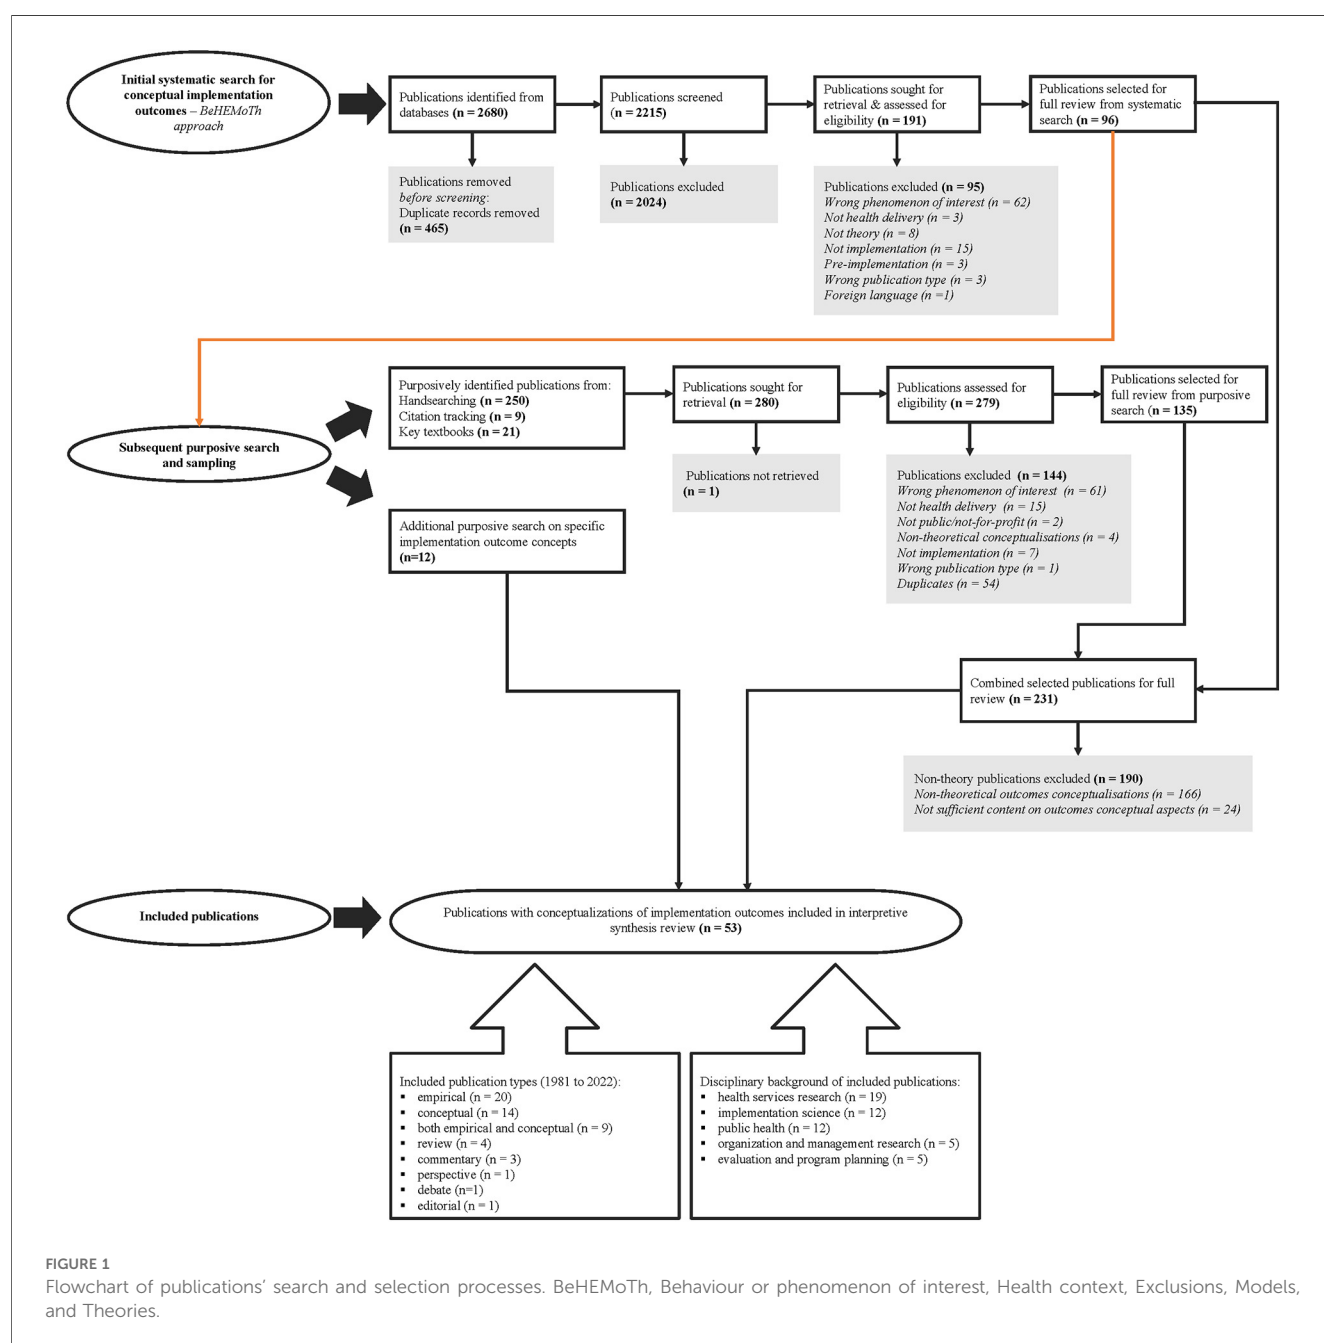 Initial systematic search for
conceptual implementation
outcomes – BeHEMoTh
approach
Publications identified from
databases (n = 2680)
Publications screened
(n = 2215)
Publications sought for
retrieval & assessed for
eligibility (n = 191)
Publications selected for
full review from systematic
search (n = 96)
Publications removed
before screening:
Duplicate records removed
(n = 465)
Publications excluded
(n = 2024)
Publications excluded (n = 95)
Wrong phenomenon of interest (n = 62)
Not health delivery (n = 3)
Not theory (n = 8)
Not implementation (n = 15)
Pre-implementation (n = 3)
Wrong publication type (n = 3)
Foreign language (n =1)
Subsequent purposive search
and sampling
Purposively identified publications from:
Handsearching (n = 250)
Citation tracking (n = 9)
Key textbooks (n = 21)
Publications sought for
retrieval (n = 280)
Publications assessed for
eligibility (n = 279)
Publications selected for
full review from purposive
search (n = 135)
Publications not retrieved
(n = 1)
Publications excluded (n = 144)
Wrong phenomenon of interest (n = 61)
Not health delivery (n = 15)
Not public/not-for-profit (n = 2)
Non-theoretical conceptualisations (n = 4)
Not implementation (n = 7)
Wrong publication type (n = 1)
Duplicates (n = 54)
Additional purposive search on specific
implementation outcome concepts
(n=12)
Combined selected publications for full
review (n = 231)
Non-theory publications excluded (n = 190)
Non-theoretical outcomes conceptualisations (n = 166)
Not sufficient content on outcomes conceptual aspects (n = 24)
Included publications
Publications with conceptualizations of implementation outcomes included in interpretive
synthesis review (n = 53)
Included publication types (1981 to 2022):
▪ empirical (n = 20)
▪ conceptual (n = 14)
▪ both empirical and conceptual (n = 9)
▪ review (n = 4)
▪ commentary (n = 3)
▪ perspective (n = 1)
▪ debate (n=1)
▪ editorial (n = 1)
Disciplinary background of included publications:
▪ health services research (n = 19)
▪ implementation science (n = 12)
▪ public health (n = 12)
▪ organization and management research (n = 5)
▪ evaluation and program planning (n = 5)
FIGURE 1
Flowchart of publications' search and selection processes. BeHEMoTh, Behaviour or phenomenon of interest, Health context, Exclusions, Models,
and Theories.